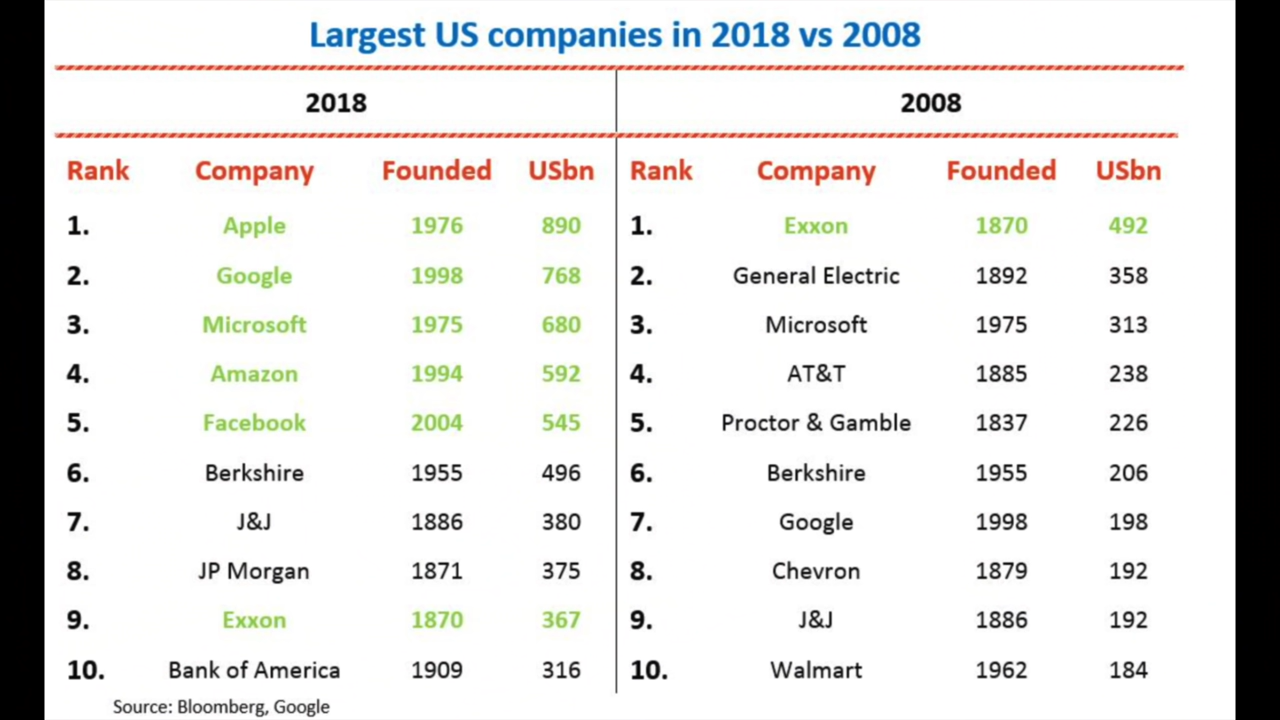 Largest US companies in 2018 vs 2008
2018 2008
Rank Company Founded USbn Rank Company Founded USbn
1. Apple 1976 890 1. Exxon 1870 492
2. Google 1998 768 2. General Electric 1892 358
3. Microsoft 1975 680 3. Microsoft 1975 313
4. Amazon 1994 592 4. AT&T 1885 238
5. Facebook 2004 545 5. Proctor & Gamble 1837 226
6. Berkshire 1955 496 6. Berkshire 1955 206
7. J&J 1886 380 7. Google 1998 198
8. JP Morgan 1871 375 8. Chevron 1879 192
9. Exxon 1870 367 9. J&J 1886 192
10. Bank of America 1909 316 10. Walmart 1962 184
Source: Bloomberg, Google